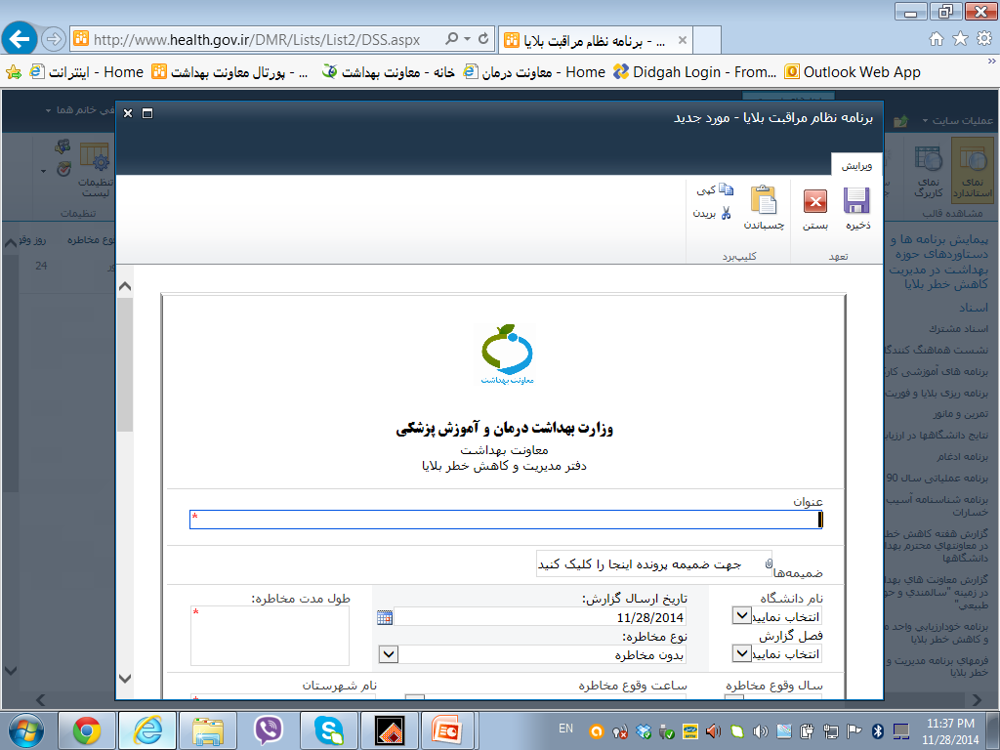 http://www.health.gov.ir/DMR/Lists/List2/DSS.aspx
برنامه نظام مراقبت بلایا - ...
اینترانت - Home
پورتال معاونت بهداشت - ...
خانه - معاونت بهداشت
معاونت درمان - Home
Didgah Login - From...
Outlook Web App
عملیات سایت
فی خانم هما
برنامه نظام مراقبت بلایا - مورد جدید
ویرایش
ذخیره
بستن
چسباندن
کپی
بریدن
تعهد
کلیپ‌برد
نمای استاندارد
نمای کاربرگ
مشاهده قالب
تنظیمات لیست
تنظیمات
وع مخاطره
روز وقو
24
پیمایش برنامه ها و
دستاوردهای حوزه
بهداشت در مدیریت
کاهش خطر بلایا
اسناد
اسناد مشترك
نشست هماهنگ کنندگا
برنامه های آموزشی کار
برنامه ریزی بلایا و فوریت
تمرین و مانور
نتایج دانشگاهها در ارزیاب
برنامه ادغام
برنامه عملیاتی سال 90
برنامه شناسنامه آسیب
خسارات
گزارش هفته کاهش خطر
در معاونتهای محترم بهدا
دانشگاهها
گزارش معاونت های بهدا
در زمینه "سالمندی و حو
طبیعی"
برنامه خودارزیابی واحد م
و کاهش خطر بلایا
فرمهای برنامه مدیریت و
خطر بلایا
معاونت بهداشت
وزارت بهداشت درمان و آموزش پزشکی
معاونت بهداشت
دفتر مدیریت و کاهش خطر بلایا
عنوان
*
ضمیمه‌ها
جهت ضمیمه پرونده اینجا را کلیک کنید
نام دانشگاه
انتخاب نمایید
فصل گزارش
انتخاب نمایید
تاریخ ارسال گزارش:
11/28/2014
نوع مخاطره:
بدون مخاطره
طول مدت مخاطره:
*
سال وقوع مخاطره
ساعت وقوع مخاطره
نام شهرستان
*
EN
11:37 PM
11/28/2014